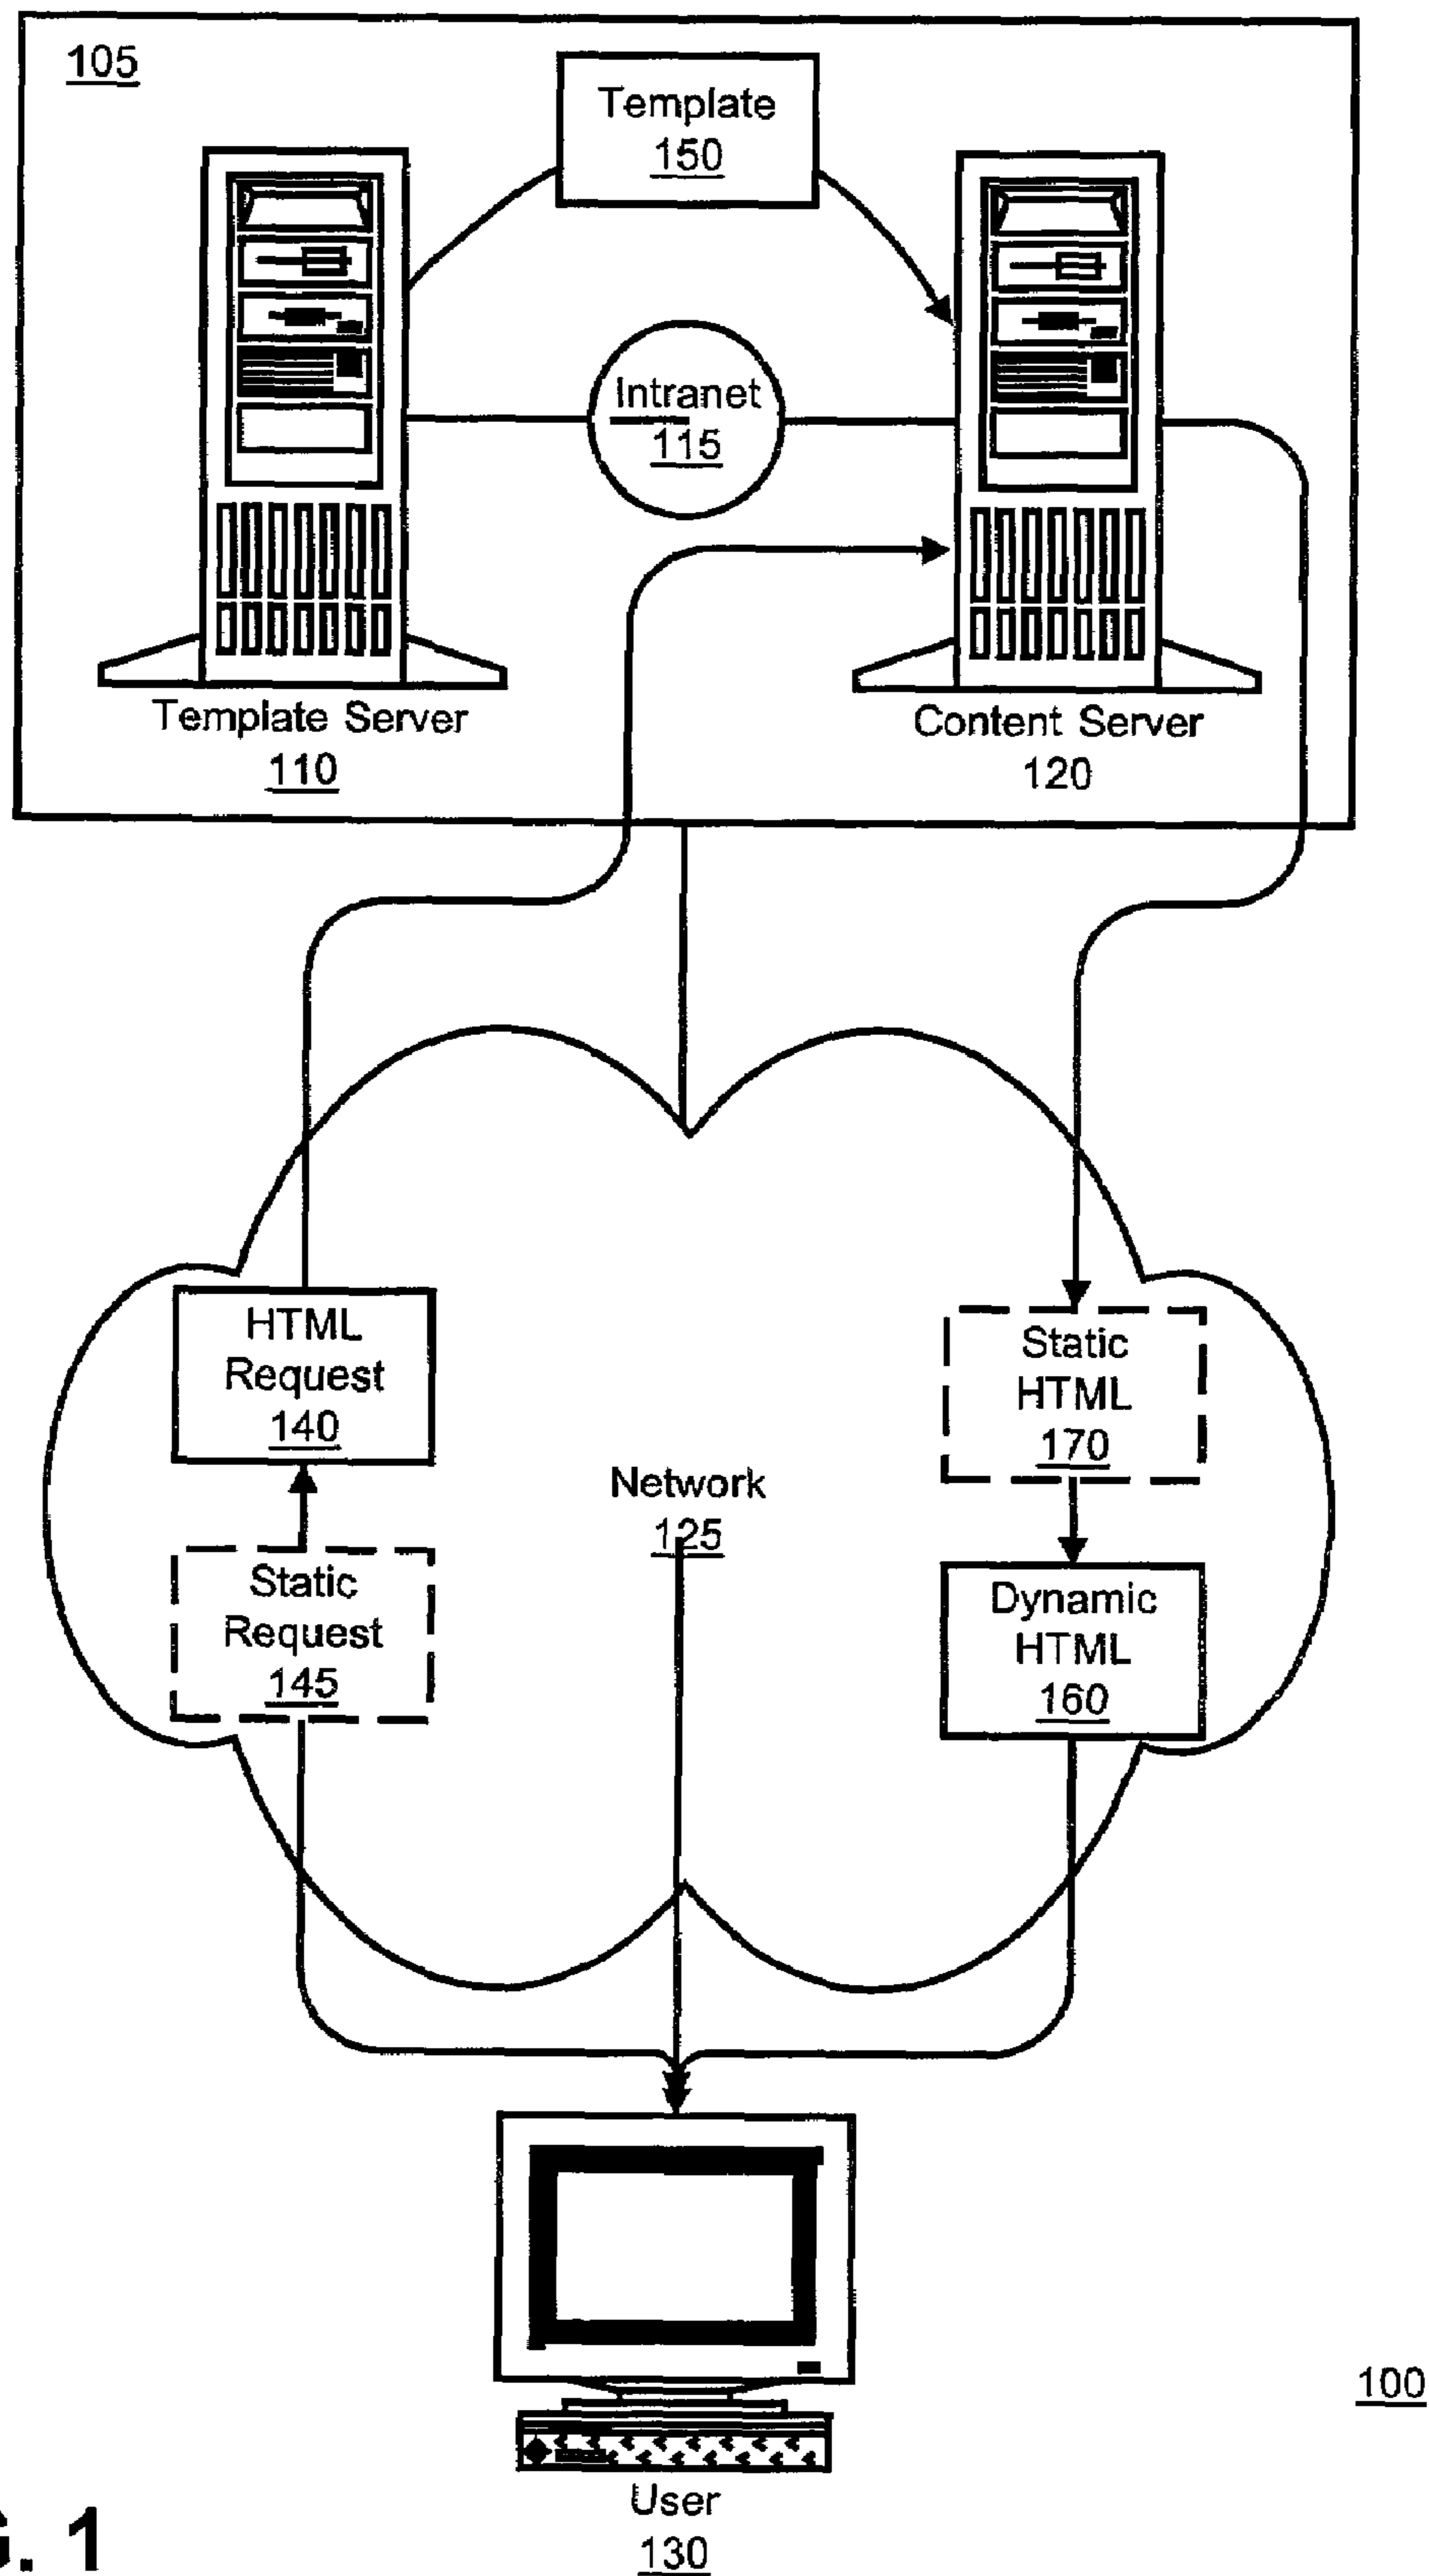 105
Template
150
Intranet
115
Template Server
110
Content Server
120
HTML
Request
140
Static
HTML
170
Network
125
Static
Request
145
Dynamic
HTML
160
100
User
130
. 1